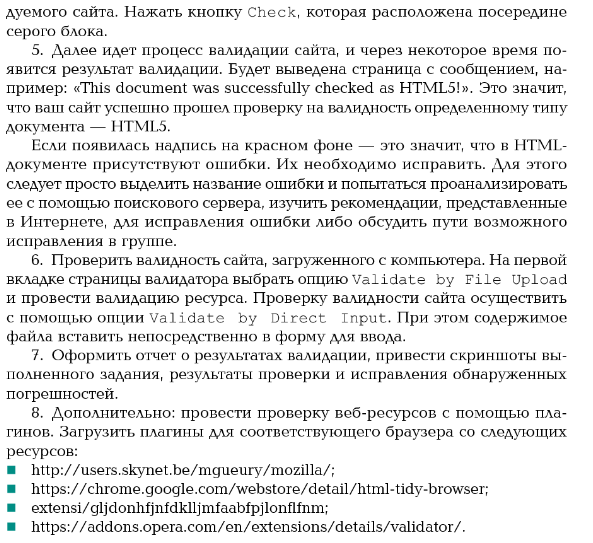 дуемого сайта. Нажать кнопку Check, которая расположена посередине
серого блока.
5. Далее идет процесс валидации сайта, и через некоторое время по-
явится результат валидации. Будет выведена страница с сообщением, на-
пример: «This document was successfully checked as HTML5!». Это значит,
что ваш сайт успешно прошел проверку на валидность определенному типу
документа — HTML5.
Если появилась надпись на красном фоне — это значит, что в HTML-
документе присутствуют ошибки. Их необходимо исправить. Для этого
следует просто выделить название ошибки и попытаться проанализировать
ее с помощью поискового сервера, изучить рекомендации, представленные
в Интернете, для исправления ошибки либо обсудить пути возможного
исправления в группе.
6. Проверить валидность сайта, загруженного с компьютера. На первой
вкладке страницы валидатора выбрать опцию Validate by File Upload
и провести валидацию ресурса. Проверку валидности сайта осуществить
с помощью опции Validate by Direct Input. При этом содержимое
файла вставить непосредственно в форму для ввода.
7. Оформить отчет о результатах валидации, привести скриншоты вы-
полненного задания, результаты проверки и исправления обнаруженных
погрешностей.
8. Дополнительно: провести проверку веб-ресурсов с помощью пла-
гинов. Загрузить плагины для соответствующего браузера со следующих
ресурсов:
■ http://users.skynet.be/mgueury/mozilla/;
■ https://chrome.google.com/webstore/detail/html-tidy-browser;
■ extensi/gljdonhfjnfdklljmfaabfpjlonflfnm;
■ https://addons.opera.com/en/extensions/details/validator/.